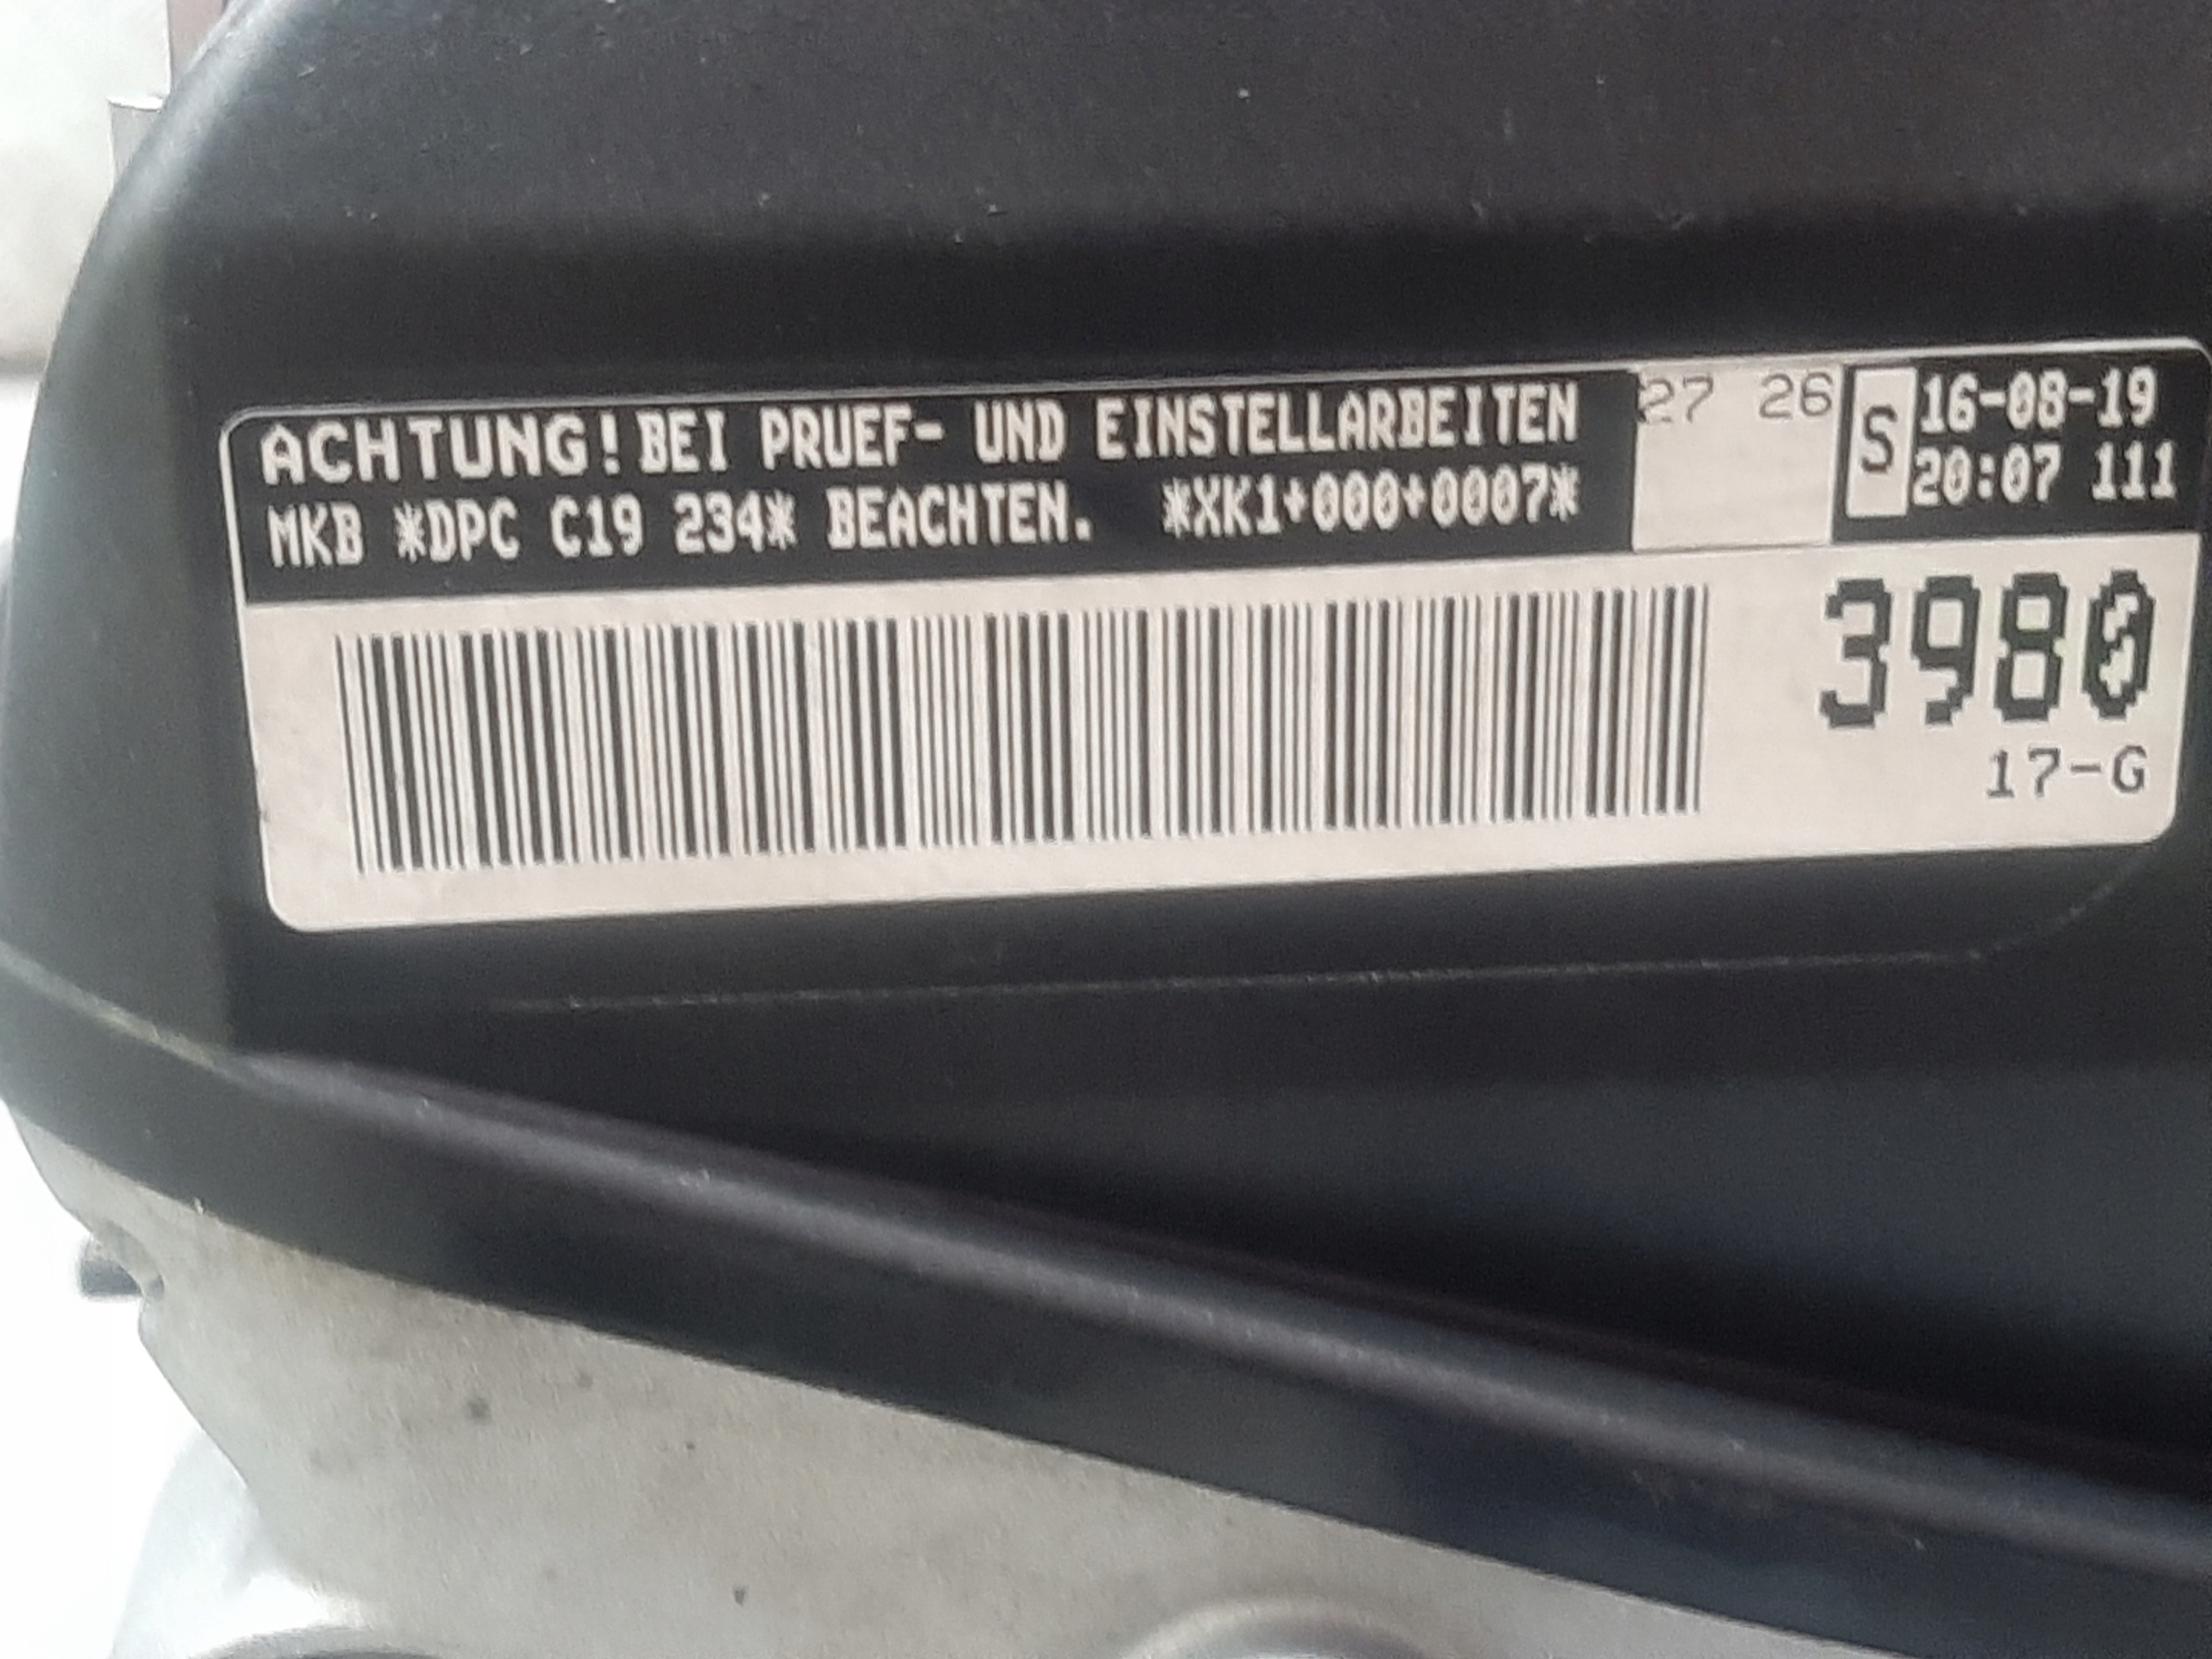 ACHTUNG! BEI PRUEF- UND EINSTELLARBEITEN
MKB *DPC C19 234* BEACHTEN. *XK1+000+0007*
27 26
S
16-08-19
20:07 111
3980
17-G